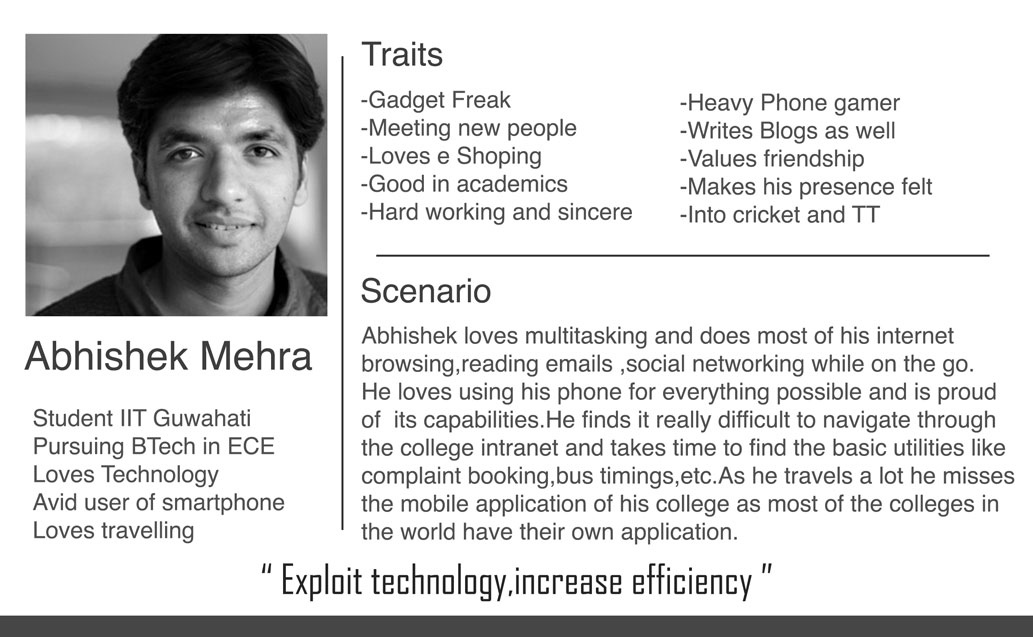 Traits
-Gadget Freak
-Meeting new people
-Loves e Shoping
-Good in academics
-Hard working and sincere
-Heavy Phone gamer
-Writes Blogs as well
-Values friendship
-Makes his presence felt
-Into cricket and TT
Abhishek Mehra
Student IIT Guwahati
Pursuing BTech in ECE
Loves Technology
Avid user of smartphone
Loves travelling
Scenario
Abhishek loves multitasking and does most of his internet
browsing,reading emails ,social networking while on the go.
He loves using his phone for everything possible and is proud
of  its capabilities.He finds it really difficult to navigate through
the college intranet and takes time to find the basic utilities like
complaint booking,bus timings,etc.As he travels a lot he misses
the mobile application of his college as most of the colleges in
the world have their own application.
“ Exploit technology,increase efficiency ”